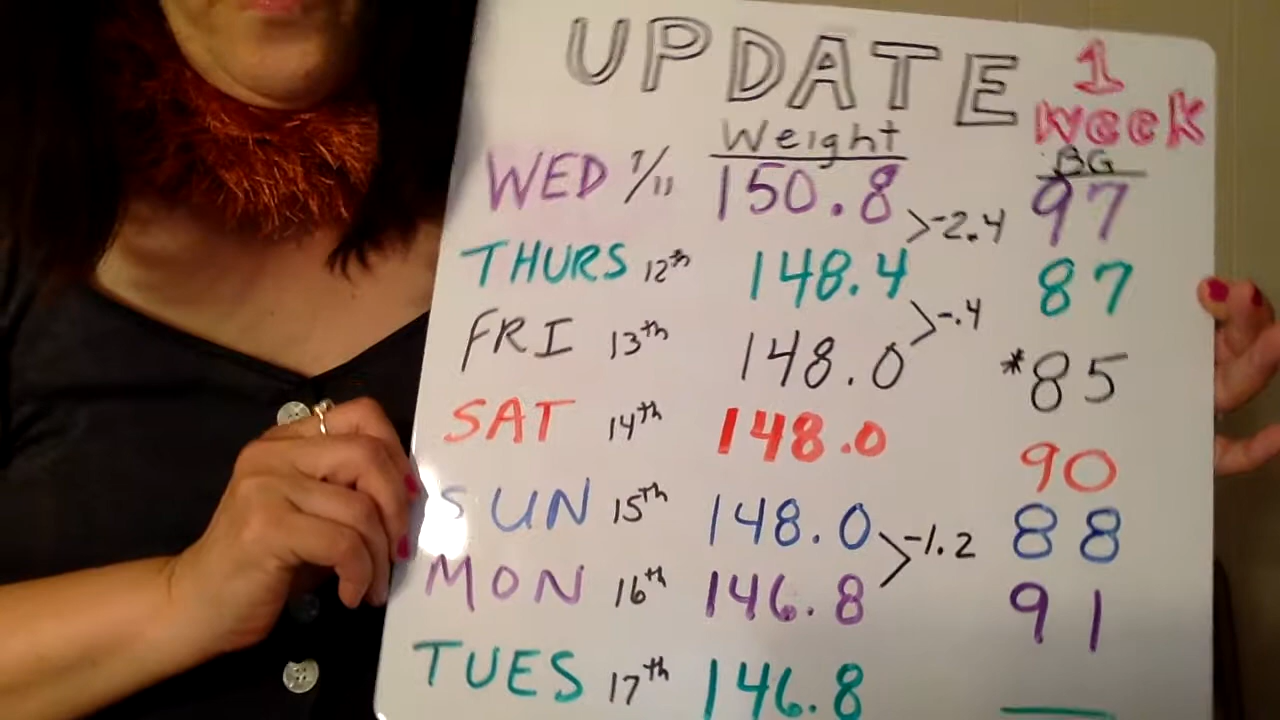 UPDATE 1 week
Weight BG
WED 7/11 150.8 97
>-2.4
THURS 12th 148.4 87
>-.4
FRI 13th 148.0 *85
SAT 14th 148.0 90
SUN 15th 148.0 88
>-1.2
MON 16th 146.8 91
TUES 17th 146.8 —